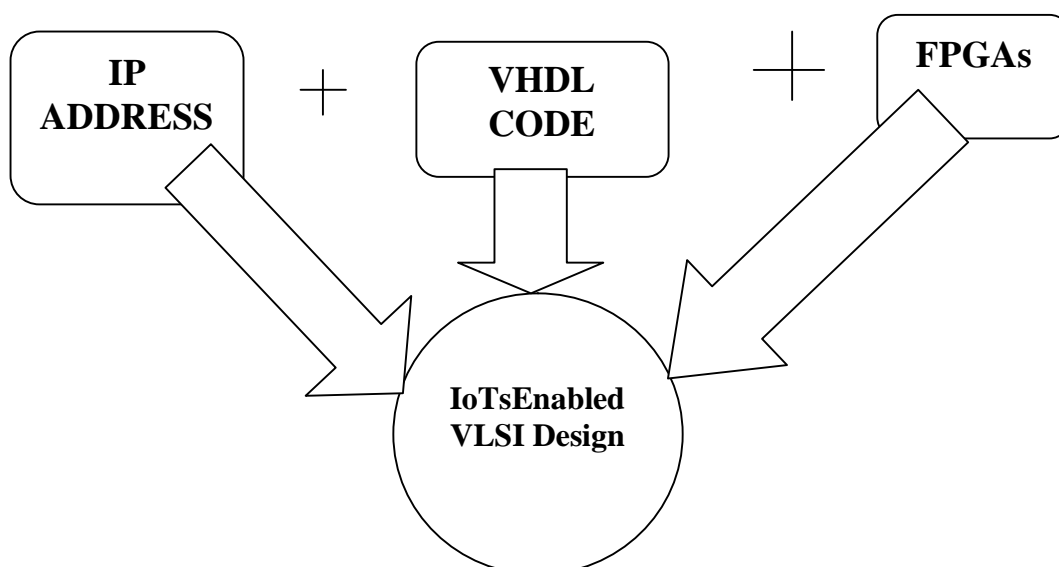 IP
ADDRESS
+
VHDL
CODE
+
FPGAs
IoTsEnabled
VLSI Design